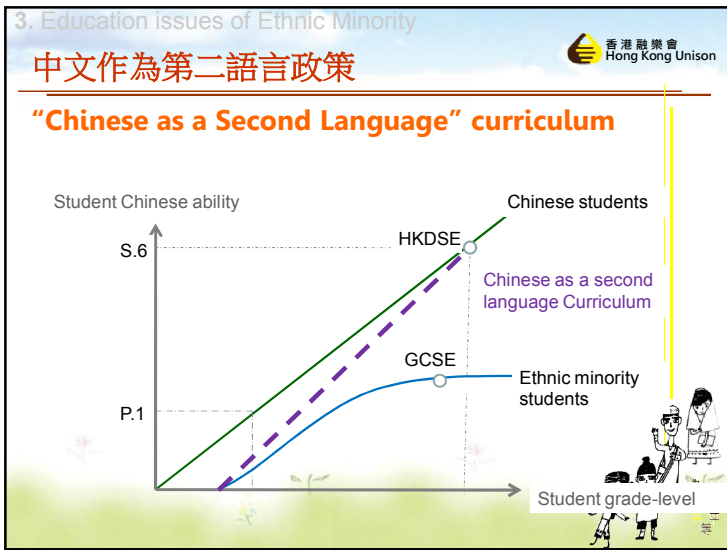 3. Education issues of Ethnic Minority
香港融樂會
Hong Kong Unison
中文作為第二語言政策
“Chinese as a Second Language” curriculum
Student Chinese ability
Chinese students
S.6
HKDSE
Chinese as a second
language Curriculum
GCSE
Ethnic minority
students
P.1
Student grade-level
等